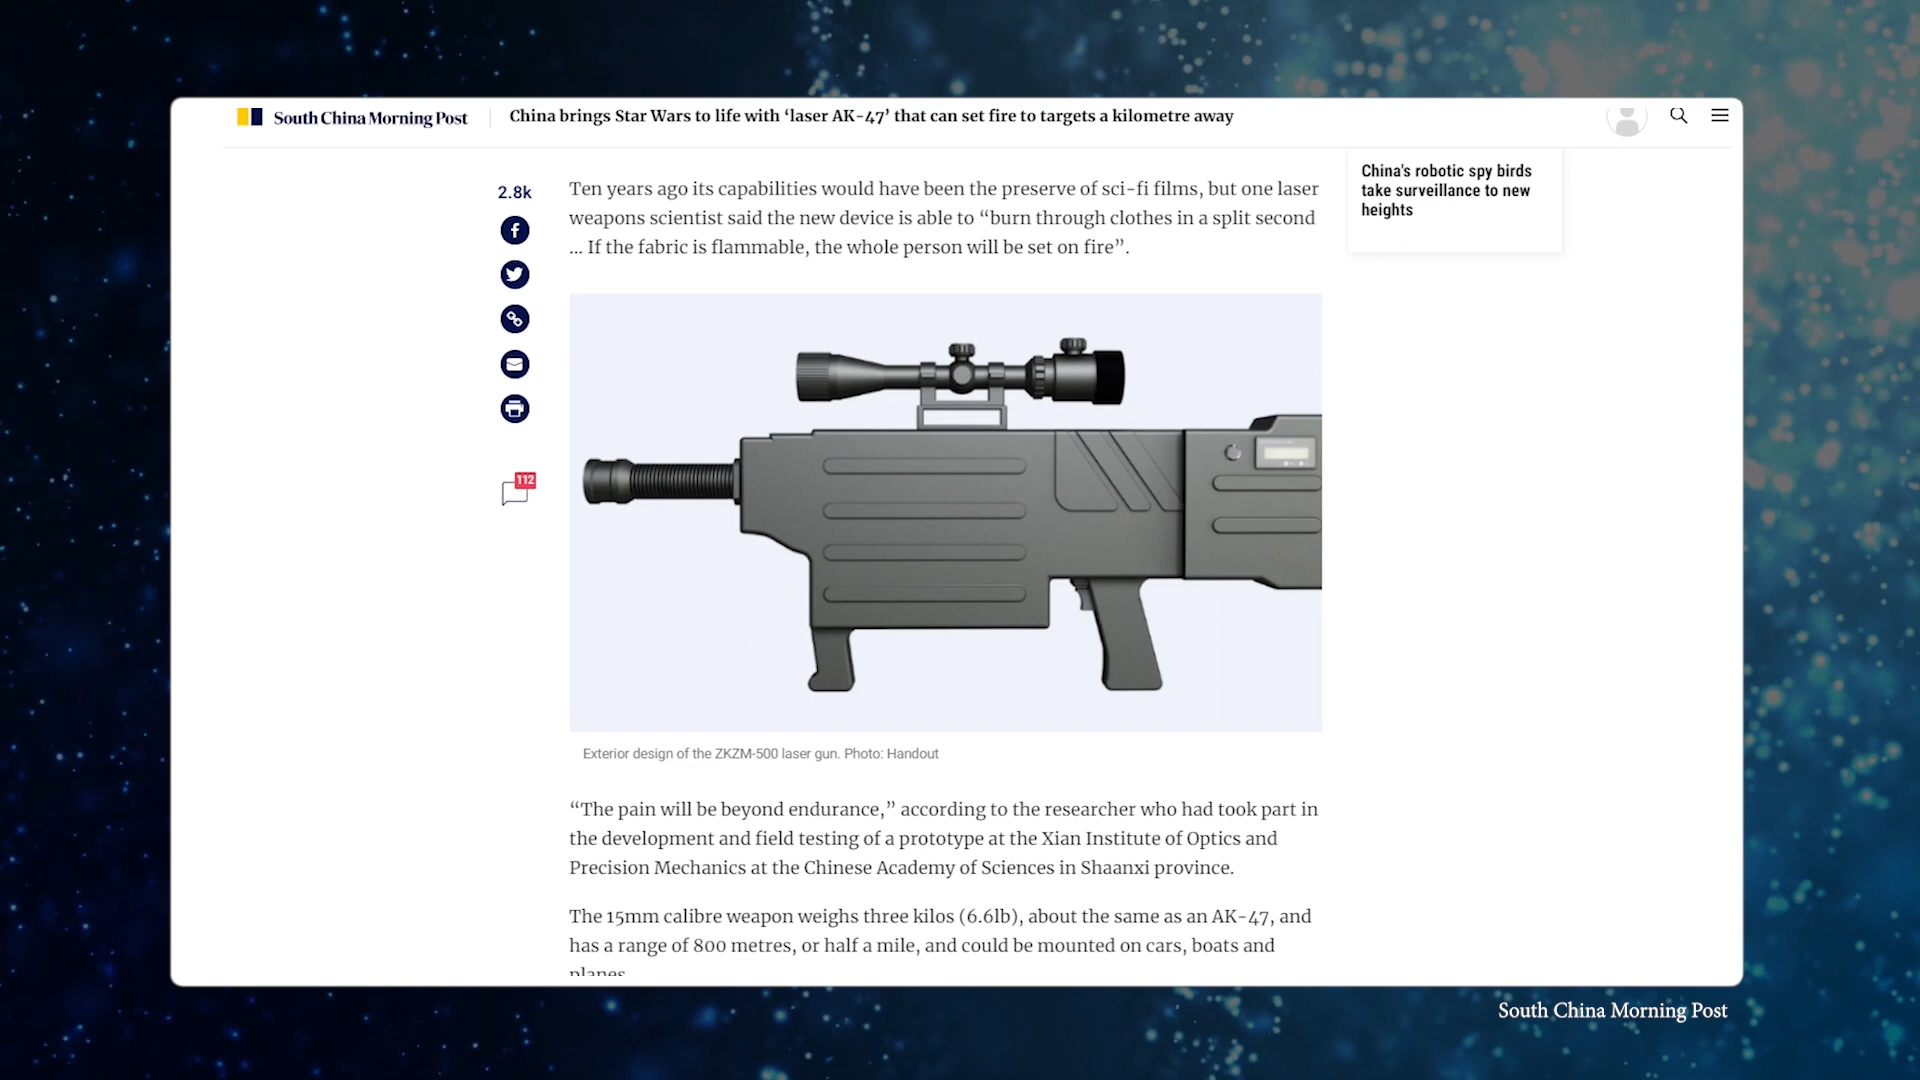 South China Morning Post
China brings Star Wars to life with ‘laser AK-47’ that can set fire to targets a kilometre away
2.8k
Ten years ago its capabilities would have been the preserve of sci-fi films, but one laser
weapons scientist said the new device is able to “burn through clothes in a split second
... If the fabric is flammable, the whole person will be set on fire”.
China's robotic spy birds
take surveillance to new
heights
112
Exterior design of the ZKZM-500 laser gun. Photo: Handout
“The pain will be beyond endurance,” according to the researcher who had took part in
the development and field testing of a prototype at the Xian Institute of Optics and
Precision Mechanics at the Chinese Academy of Sciences in Shaanxi province.
The 15mm calibre weapon weighs three kilos (6.6lb), about the same as an AK-47, and
has a range of 800 metres, or half a mile, and could be mounted on cars, boats and
planes
South China Morning Post